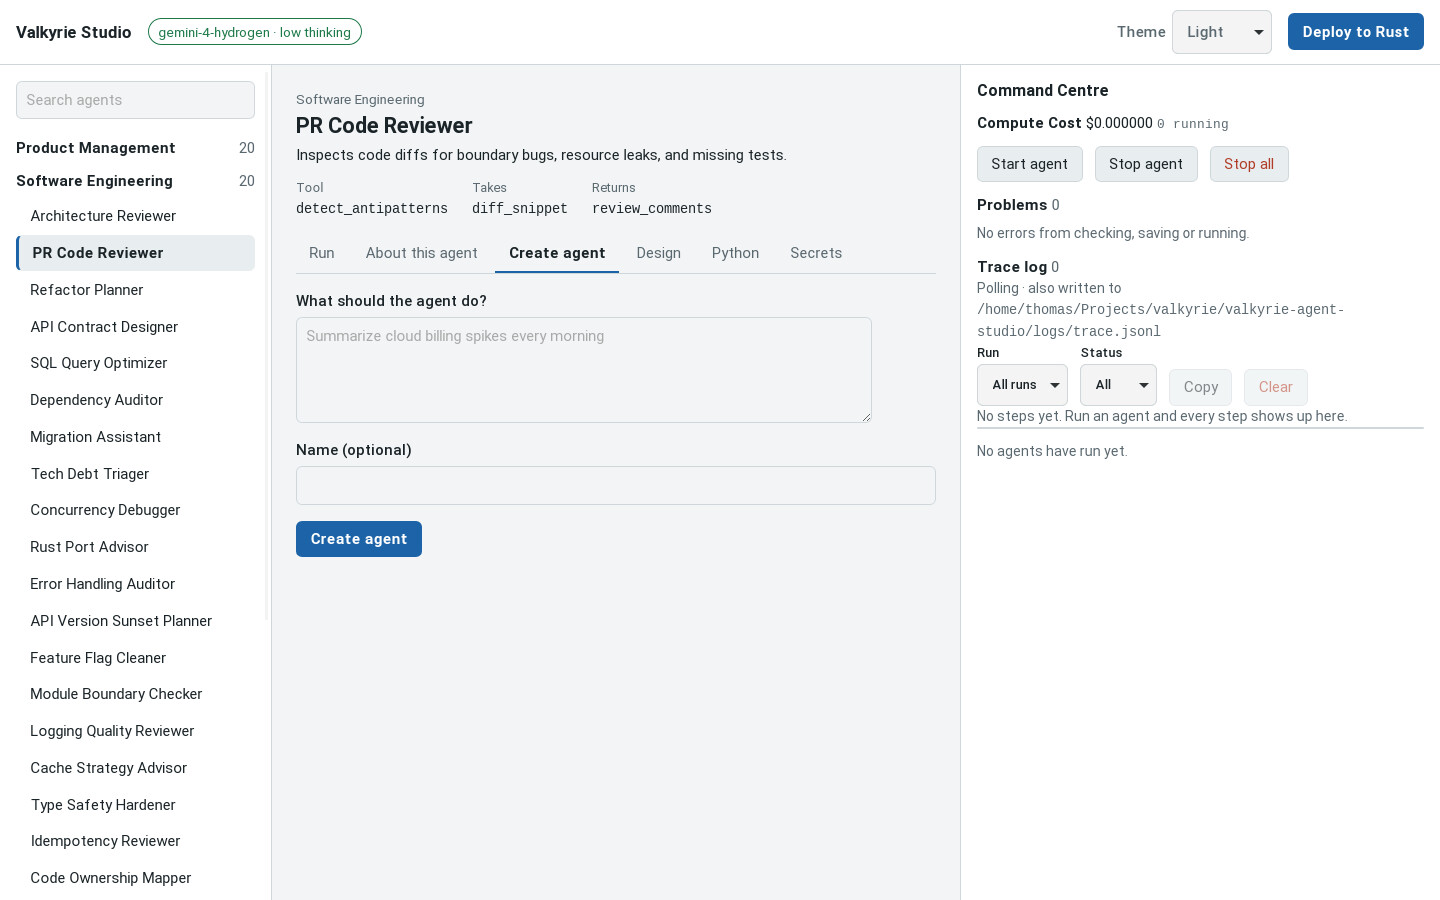 Valkyrie Studio
gemini-4-hydrogen · low thinking
Theme
Light
Deploy to Rust
Search agents
Product Management 20
Software Engineering 20
Architecture Reviewer
PR Code Reviewer
Refactor Planner
API Contract Designer
SQL Query Optimizer
Dependency Auditor
Migration Assistant
Tech Debt Triager
Concurrency Debugger
Rust Port Advisor
Error Handling Auditor
API Version Sunset Planner
Feature Flag Cleaner
Module Boundary Checker
Logging Quality Reviewer
Cache Strategy Advisor
Type Safety Hardener
Idempotency Reviewer
Code Ownership Mapper
Software Engineering
PR Code Reviewer
Inspects code diffs for boundary bugs, resource leaks, and missing tests.
Tool Takes Returns
detect_antipatterns diff_snippet review_comments
Run About this agent Create agent Design Python Secrets
What should the agent do?
Summarize cloud billing spikes every morning
Name (optional)
Create agent
Command Centre
Compute Cost $0.000000 0 running
Start agent Stop agent Stop all
Problems 0
No errors from checking, saving or running.
Trace log 0
Polling · also written to
/home/thomas/Projects/valkyrie/valkyrie-agent-
studio/logs/trace.jsonl
Run Status
All runs All Copy Clear
No steps yet. Run an agent and every step shows up here.
No agents have run yet.